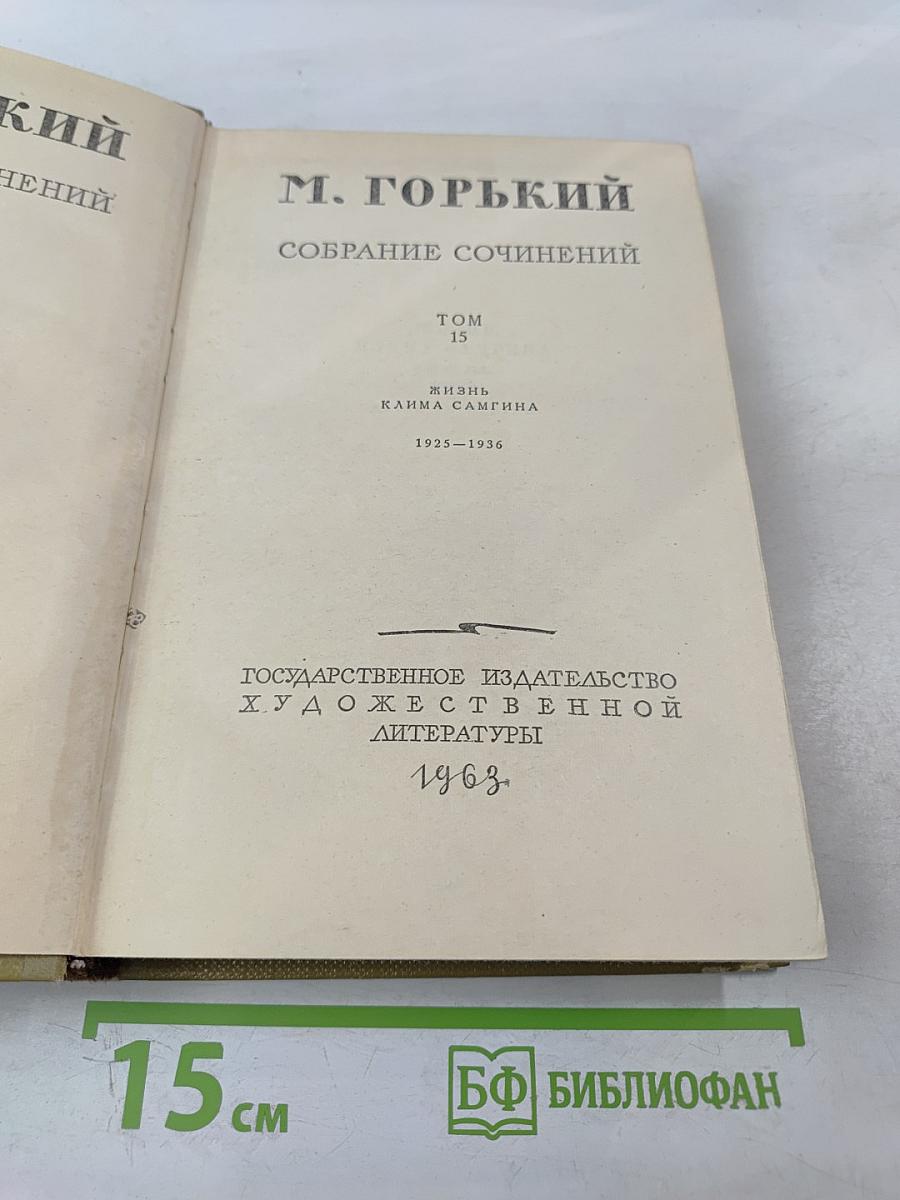 КИЙ
НЕНИЙ
М. ГОРЬКИЙ
СОБРАНИЕ СОЧИНЕНИЙ
ТОМ
15
ЖИЗНЬ
КЛИМА САМГИНА
1925—1936
ГОСУДАРСТВЕННОЕ ИЗДАТЕЛЬСТВО
ХУДОЖЕСТВЕННОЙ
ЛИТЕРАТУРЫ
1963
15 см
БФ БИБЛИОФАН